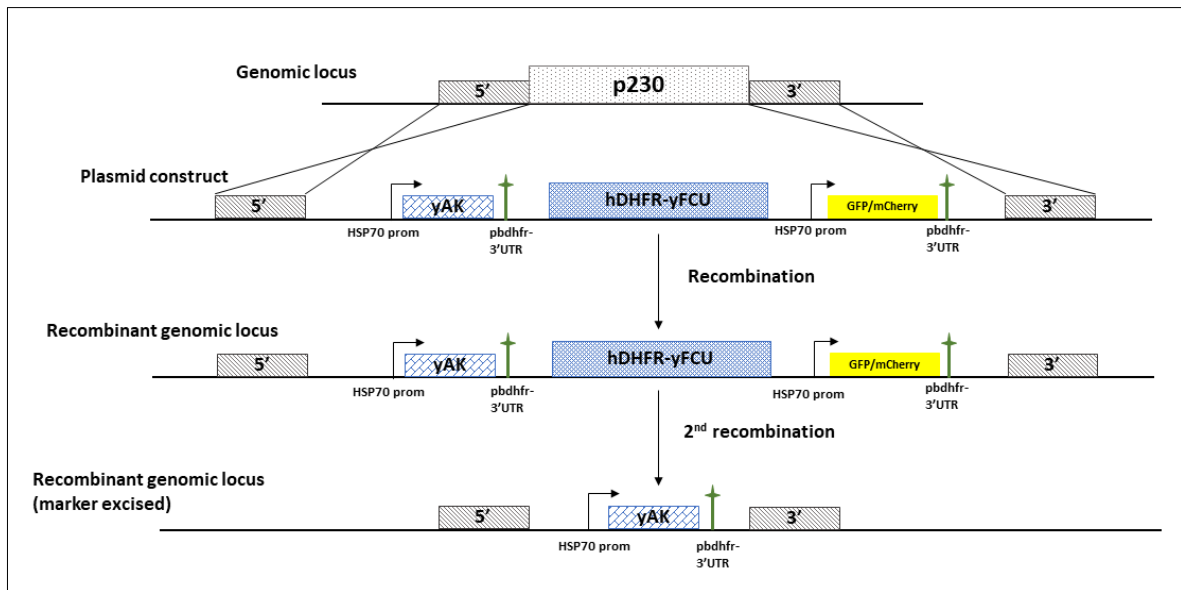 Genomic locus
5’
p230
3’
Plasmid construct
5’
yAK
hDHFR-yFCU
GFP/mCherry
3’
HSP70 prom
pbdhfr-
3’UTR
HSP70 prom
pbdhfr-
3’UTR
Recombination
Recombinant genomic locus
5’
yAK
hDHFR-yFCU
GFP/mCherry
3’
HSP70 prom
pbdhfr-
3’UTR
HSP70 prom
pbdhfr-
3’UTR
2nd recombination
Recombinant genomic locus
(marker excised)
5’
yAK
3’
HSP70 prom
pbdhfr-
3’UTR